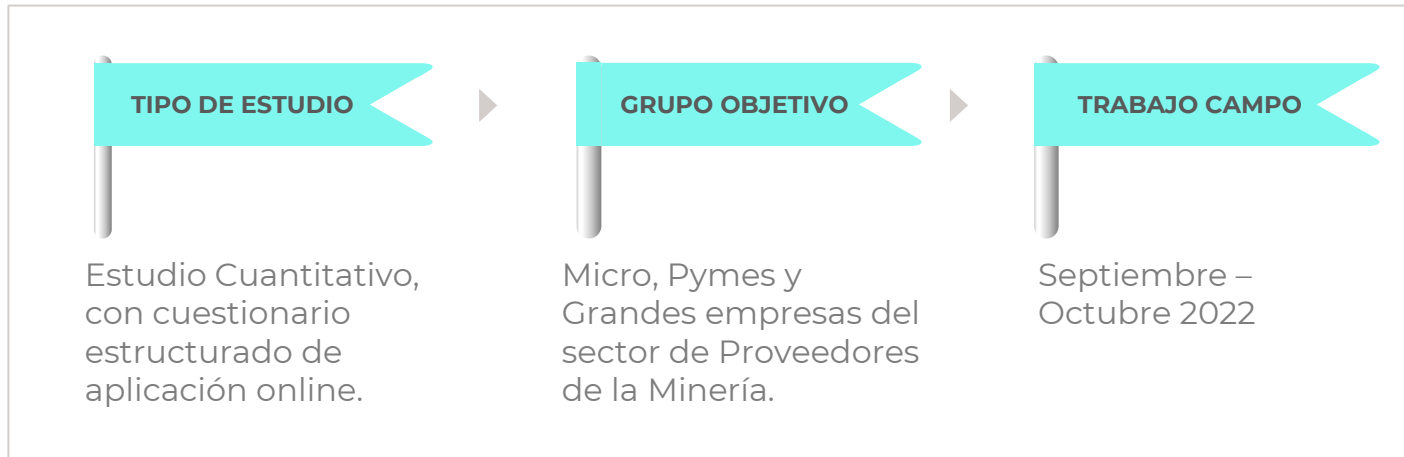 TIPO DE ESTUDIO
Estudio Cuantitativo,
con cuestionario
estructurado de
aplicación online.
GRUPO OBJETIVO
Micro, Pymes y
Grandes empresas del
sector de Proveedores
de la Minería.
TRABAJO CAMPO
Septiembre –
Octubre 2022